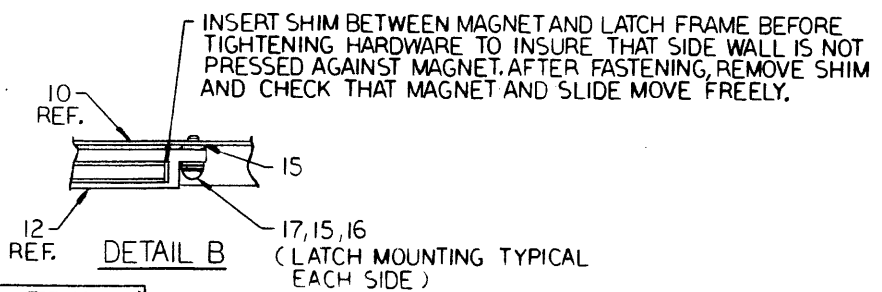 INSERT SHIM BETWEEN MAGNET AND LATCH FRAME BEFORE
TIGHTENING HARDWARE TO INSURE THAT SIDE WALL IS NOT
PRESSED AGAINST MAGNET. AFTER FASTENING, REMOVE SHIM
AND CHECK THAT MAGNET AND SLIDE MOVE FREELY.
10
REF.
15
12
REF.
DETAIL B
17,15,16
(LATCH MOUNTING TYPICAL
EACH SIDE)